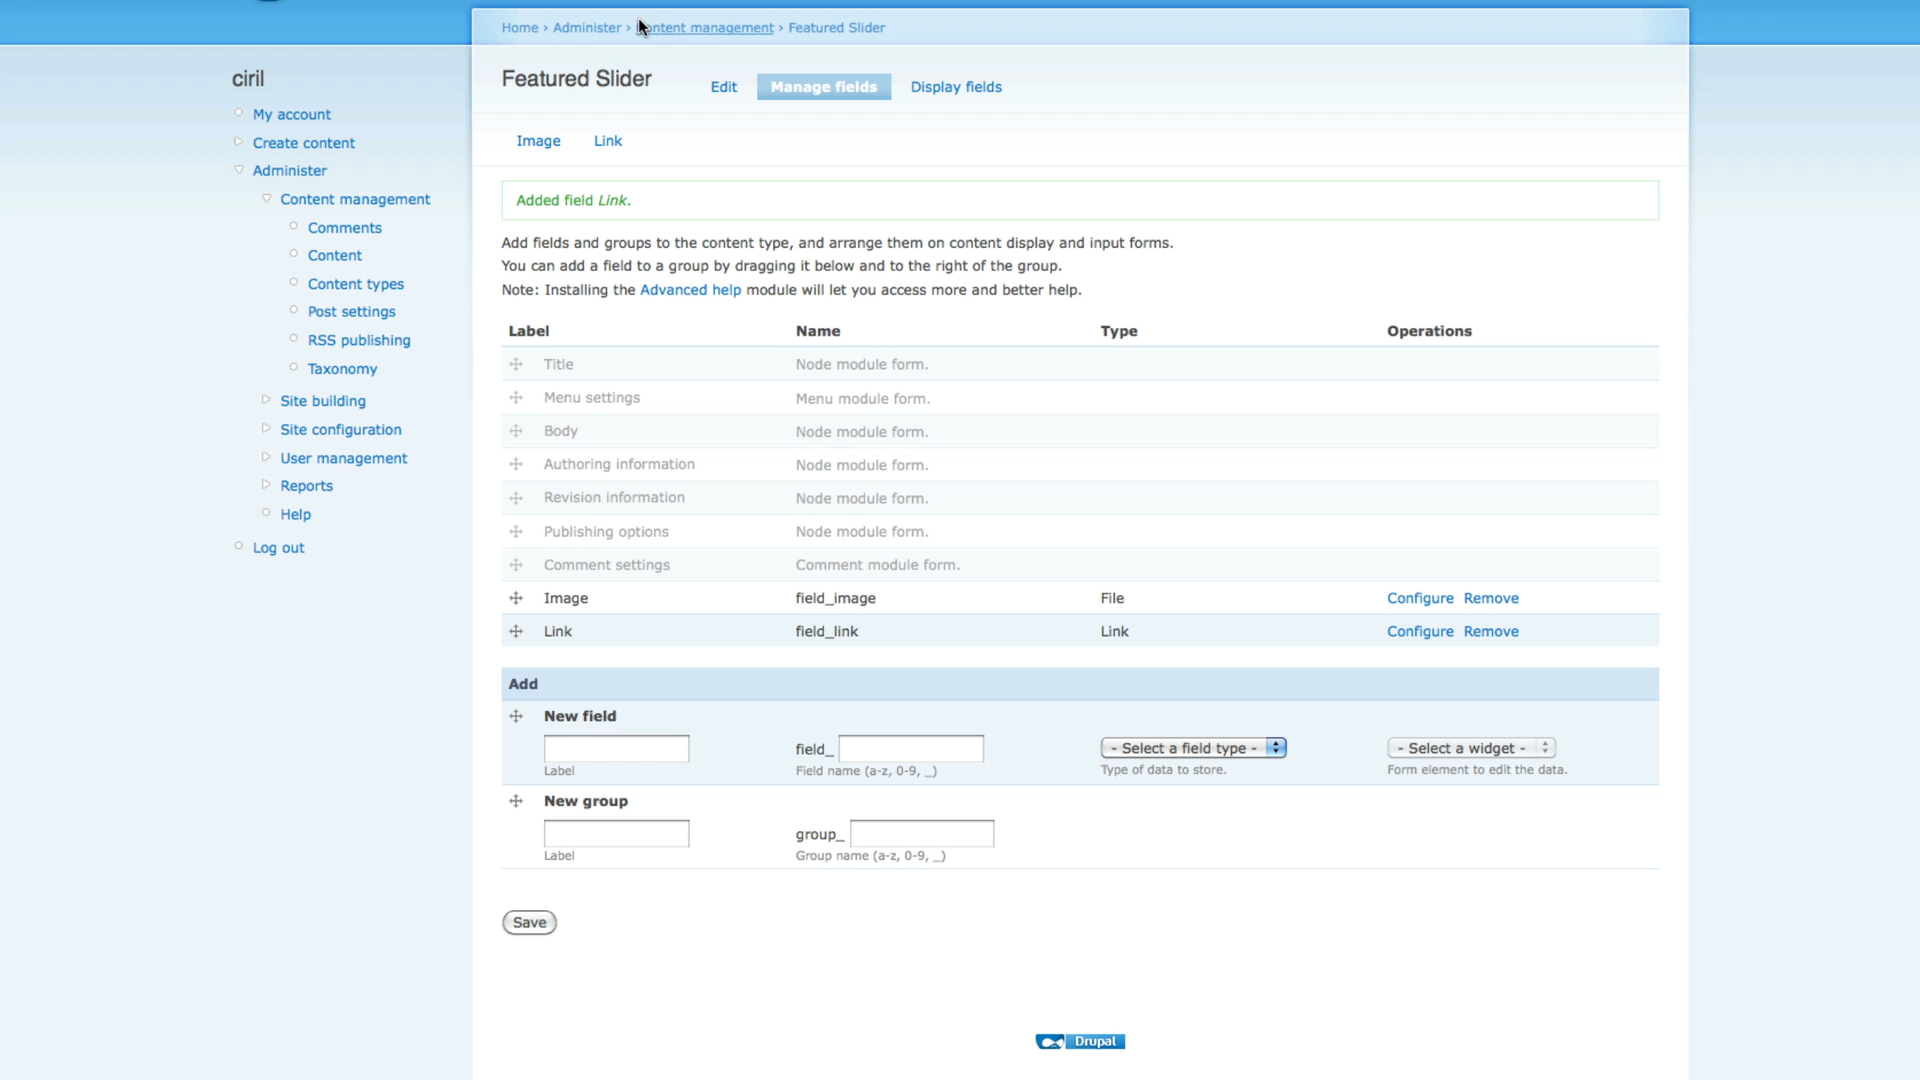 Home › Administer › Content management › Featured Slider
ciril
My account
Create content
Administer
Content management
Comments
Content
Content types
Post settings
RSS publishing
Taxonomy
Site building
Site configuration
User management
Reports
Help
Log out
Featured Slider Edit Manage fields Display fields
Image Link
Added field Link.
Add fields and groups to the content type, and arrange them on content display and input forms.
You can add a field to a group by dragging it below and to the right of the group.
Note: Installing the Advanced help module will let you access more and better help.
Label Name Type Operations
Title Node module form.
Menu settings Menu module form.
Body Node module form.
Authoring information Node module form.
Revision information Node module form.
Publishing options Node module form.
Comment settings Comment module form.
Image field_image File Configure Remove
Link field_link Link Configure Remove
Add
New field
field_ - Select a field type - - Select a widget -
Label Field name (a-z, 0-9, _) Type of data to store. Form element to edit the data.
New group
group_
Label Group name (a-z, 0-9, _)
Save
Drupal